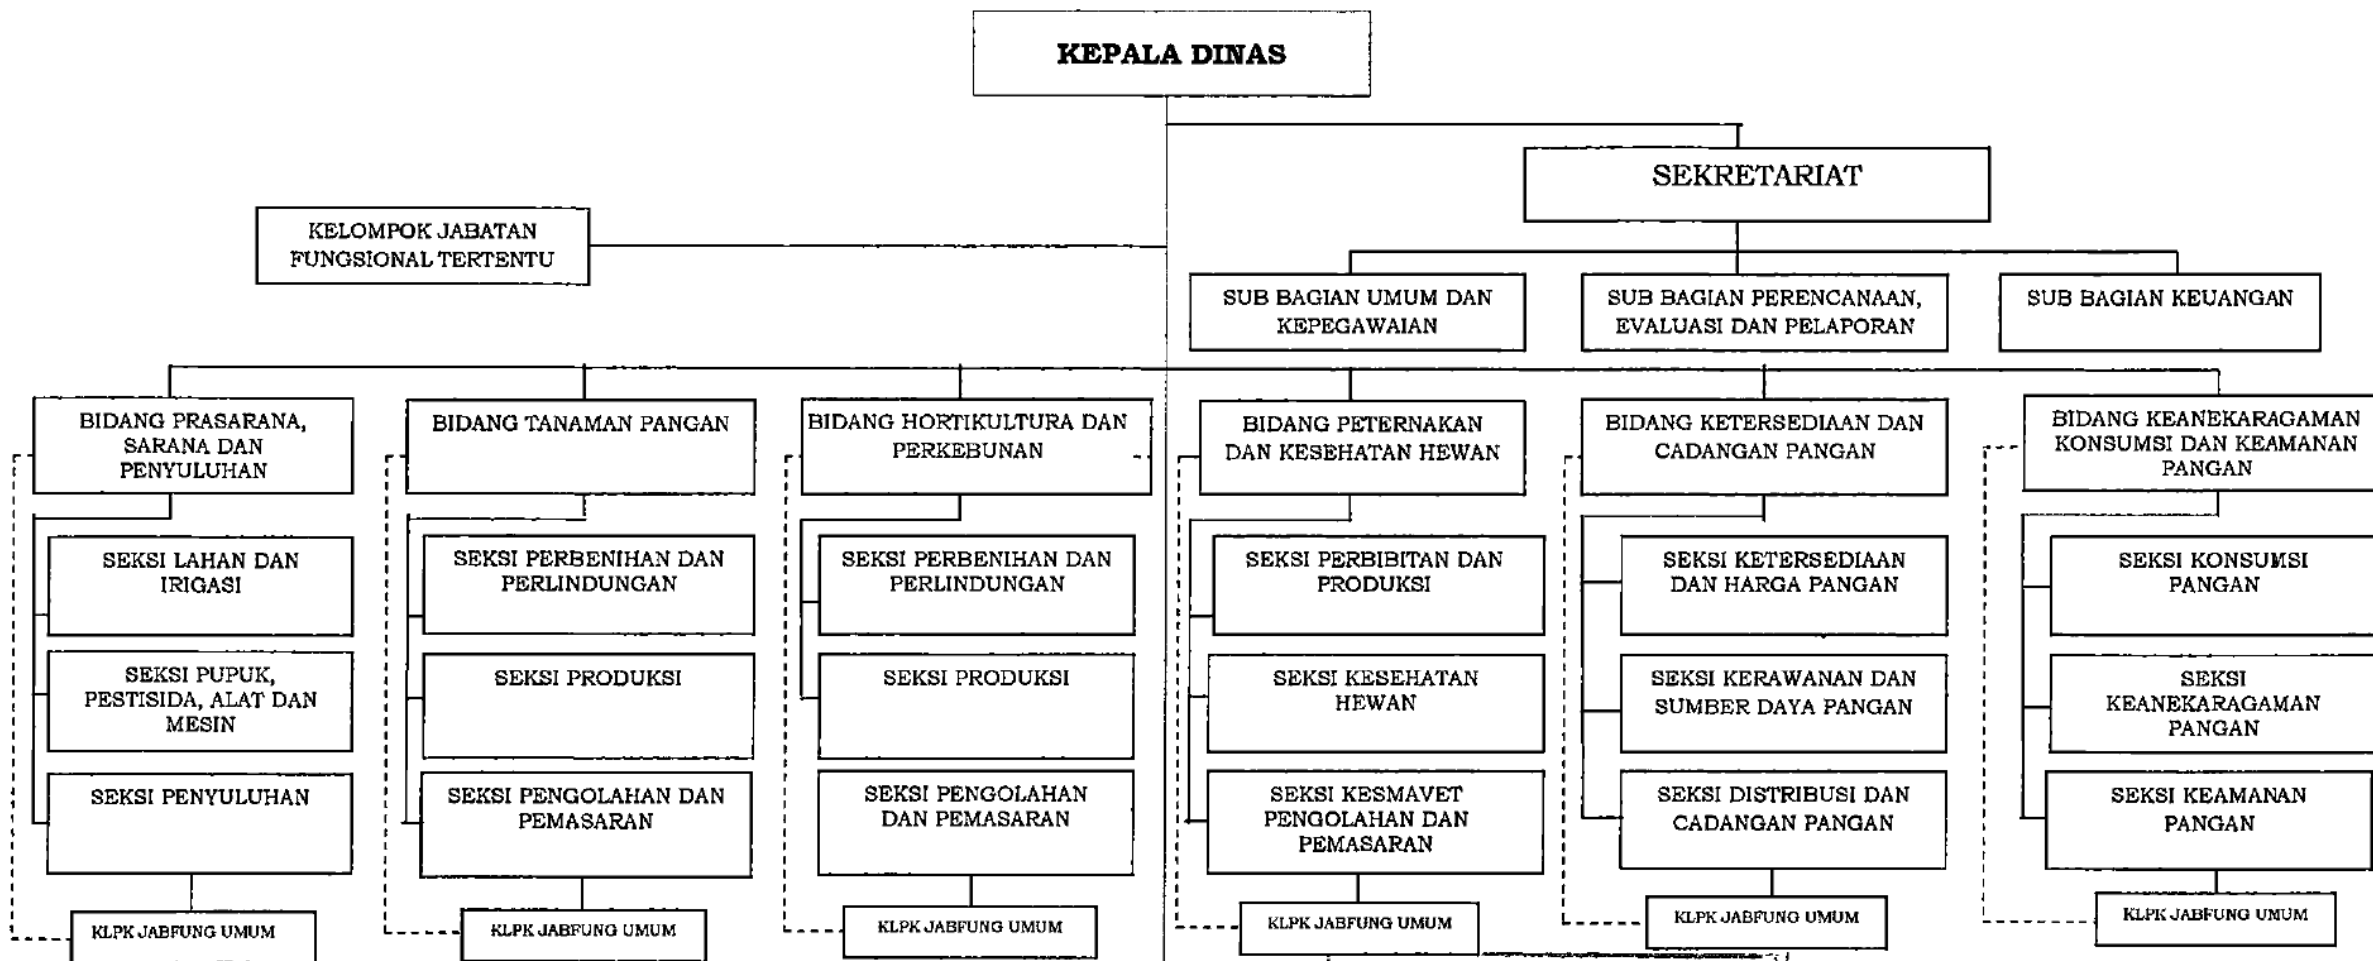 KEPALA DINAS
SEKRETARIAT
KELOMPOK JABATAN
FUNGSIONAL TERTENTU
SUB BAGIAN UMUM DAN
KEPEGAWAIAN
SUB BAGIAN PERENCANAAN,
EVALUASI DAN PELAPORAN
SUB BAGIAN KEUANGAN
BIDANG PRASARANA,
SARANA DAN
PENYULUHAN
BIDANG TANAMAN PANGAN
BIDANG HORTIKULTURA DAN
PERKEBUNAN
BIDANG PETERNAKAN
DAN KESEHATAN HEWAN
BIDANG KETERSEDIAAN DAN
CADANGAN PANGAN
BIDANG KEANEKARAGAMAN
KONSUMSI DAN KEAMANAN
PANGAN
SEKSI LAHAN DAN
IRIGASI
SEKSI PERBENIHAN DAN
PERLINDUNGAN
SEKSI PERBENIHAN DAN
PERLINDUNGAN
SEKSI PERBIBITAN DAN
PRODUKSI
SEKSI KETERSEDIAAN
DAN HARGA PANGAN
SEKSI KONSUMSI
PANGAN
SEKSI PUPUK,
PESTISIDA, ALAT DAN
MESIN
SEKSI PRODUKSI
SEKSI PRODUKSI
SEKSI KESEHATAN
HEWAN
SEKSI KERAWANAN DAN
SUMBER DAYA PANGAN
SEKSI
KEANEKARAGAMAN
PANGAN
SEKSI PENYULUHAN
SEKSI PENGOLAHAN DAN
PEMASARAN
SEKSI PENGOLAHAN
DAN PEMASARAN
SEKSI KESMAVET
PENGOLAHAN DAN
PEMASARAN
SEKSI DISTRIBUSI DAN
CADANGAN PANGAN
SEKSI KEAMANAN
PANGAN
KLPK JABFUNG UMUM
KLPK JABFUNG UMUM
KLPK JABFUNG UMUM
KLPK JABFUNG UMUM
KLPK JABFUNG UMUM
KLPK JABFUNG UMUM